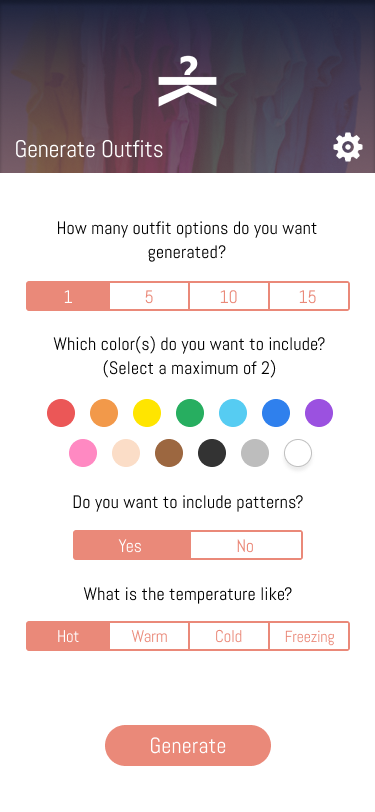 Generate Outfits
How many outfit options do you want
generated?
1 5 10 15
Which color(s) do you want to include?
(Select a maximum of 2)
Do you want to include patterns?
Yes No
What is the temperature like?
Hot Warm Cold Freezing
Generate